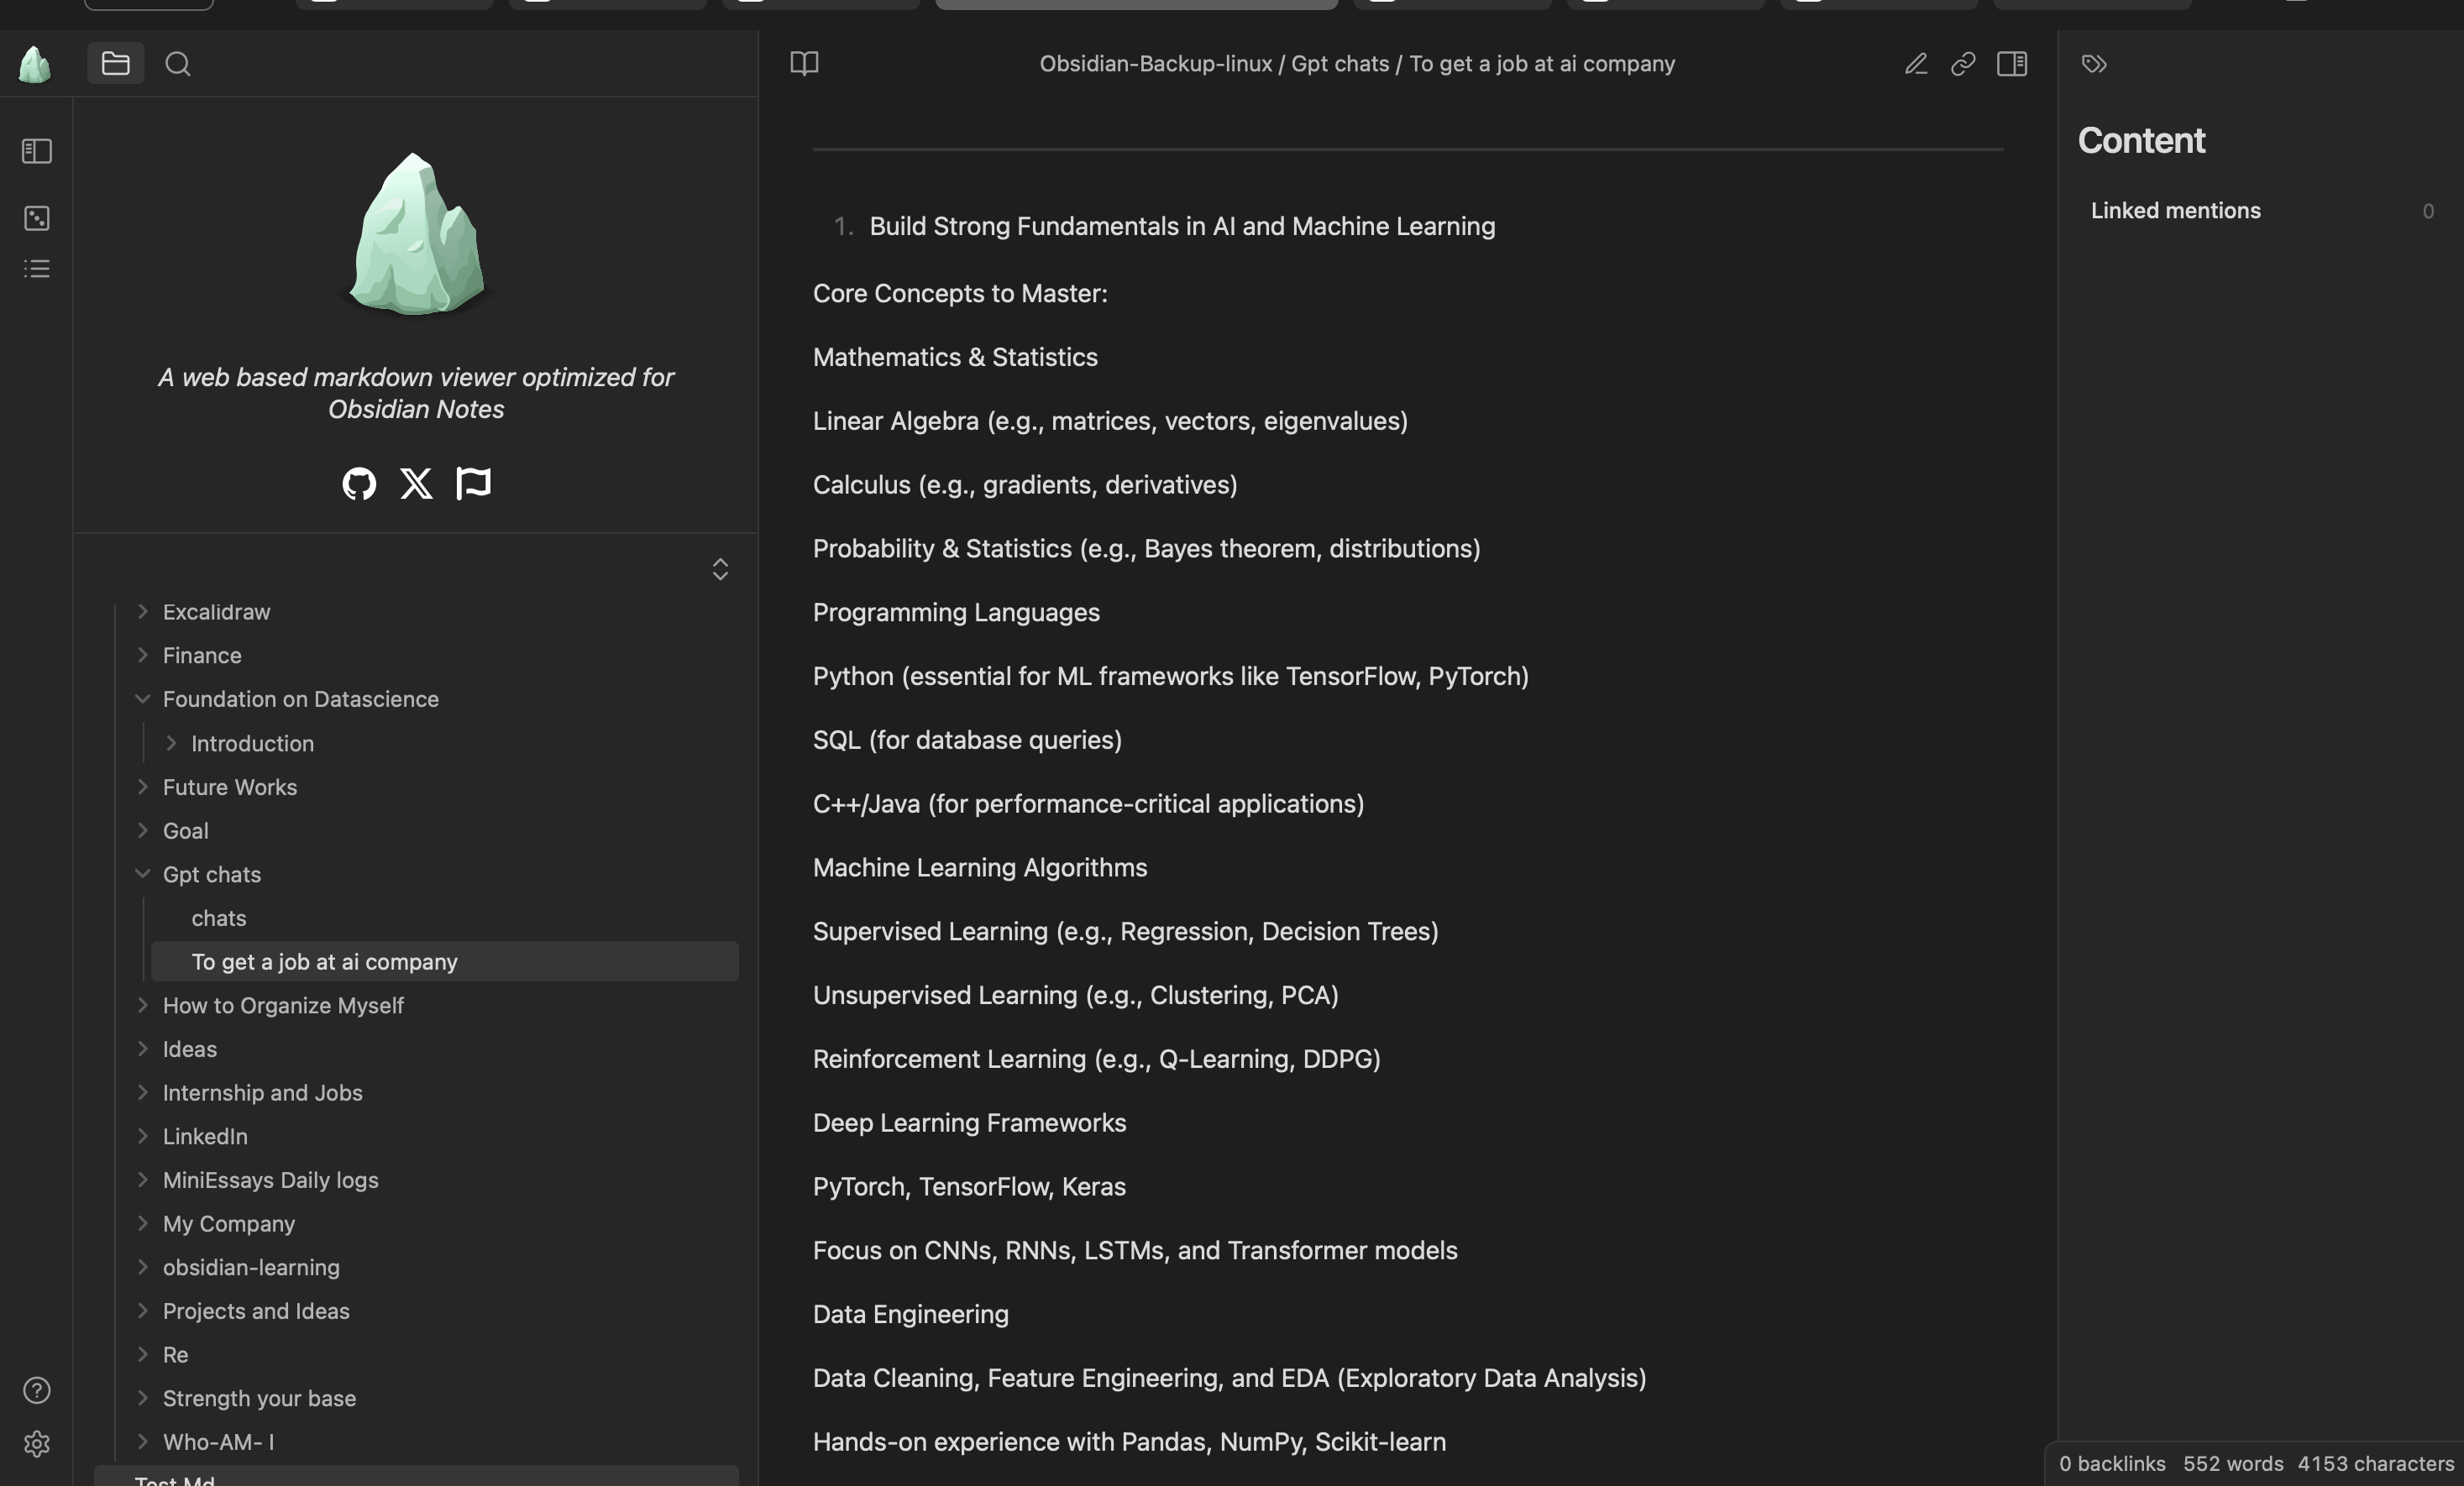 Obsidian-Backup-linux / Gpt chats / To get a job at ai company
A web based markdown viewer optimized for
Obsidian Notes
Excalidraw
Finance
Foundation on Datascience
Introduction
Future Works
Goal
Gpt chats
chats
To get a job at ai company
How to Organize Myself
Ideas
Internship and Jobs
LinkedIn
MiniEssays Daily logs
My Company
obsidian-learning
Projects and Ideas
Re
Strength your base
Who-AM- I
Test Md
1. Build Strong Fundamentals in AI and Machine Learning
Core Concepts to Master:
Mathematics & Statistics
Linear Algebra (e.g., matrices, vectors, eigenvalues)
Calculus (e.g., gradients, derivatives)
Probability & Statistics (e.g., Bayes theorem, distributions)
Programming Languages
Python (essential for ML frameworks like TensorFlow, PyTorch)
SQL (for database queries)
C++/Java (for performance-critical applications)
Machine Learning Algorithms
Supervised Learning (e.g., Regression, Decision Trees)
Unsupervised Learning (e.g., Clustering, PCA)
Reinforcement Learning (e.g., Q-Learning, DDPG)
Deep Learning Frameworks
PyTorch, TensorFlow, Keras
Focus on CNNs, RNNs, LSTMs, and Transformer models
Data Engineering
Data Cleaning, Feature Engineering, and EDA (Exploratory Data Analysis)
Hands-on experience with Pandas, NumPy, Scikit-learn
Content
Linked mentions 0
0 backlinks 552 words 4153 characters